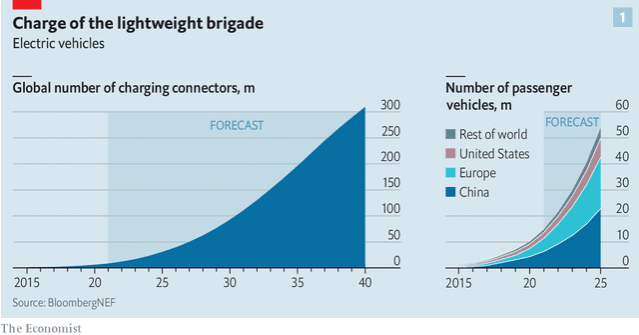 Charge of the lightweight brigade
1
Electric vehicles
Global number of charging connectors, m
300
FORECAST
250
200
150
100
50
0
2015
20
25
30
35
40
Number of passenger
vehicles, m
60
FORECAST
50
Rest of world
United States
40
Europe
30
China
20
10
0
2015
20
25
Source: BloombergNEF
The Economist